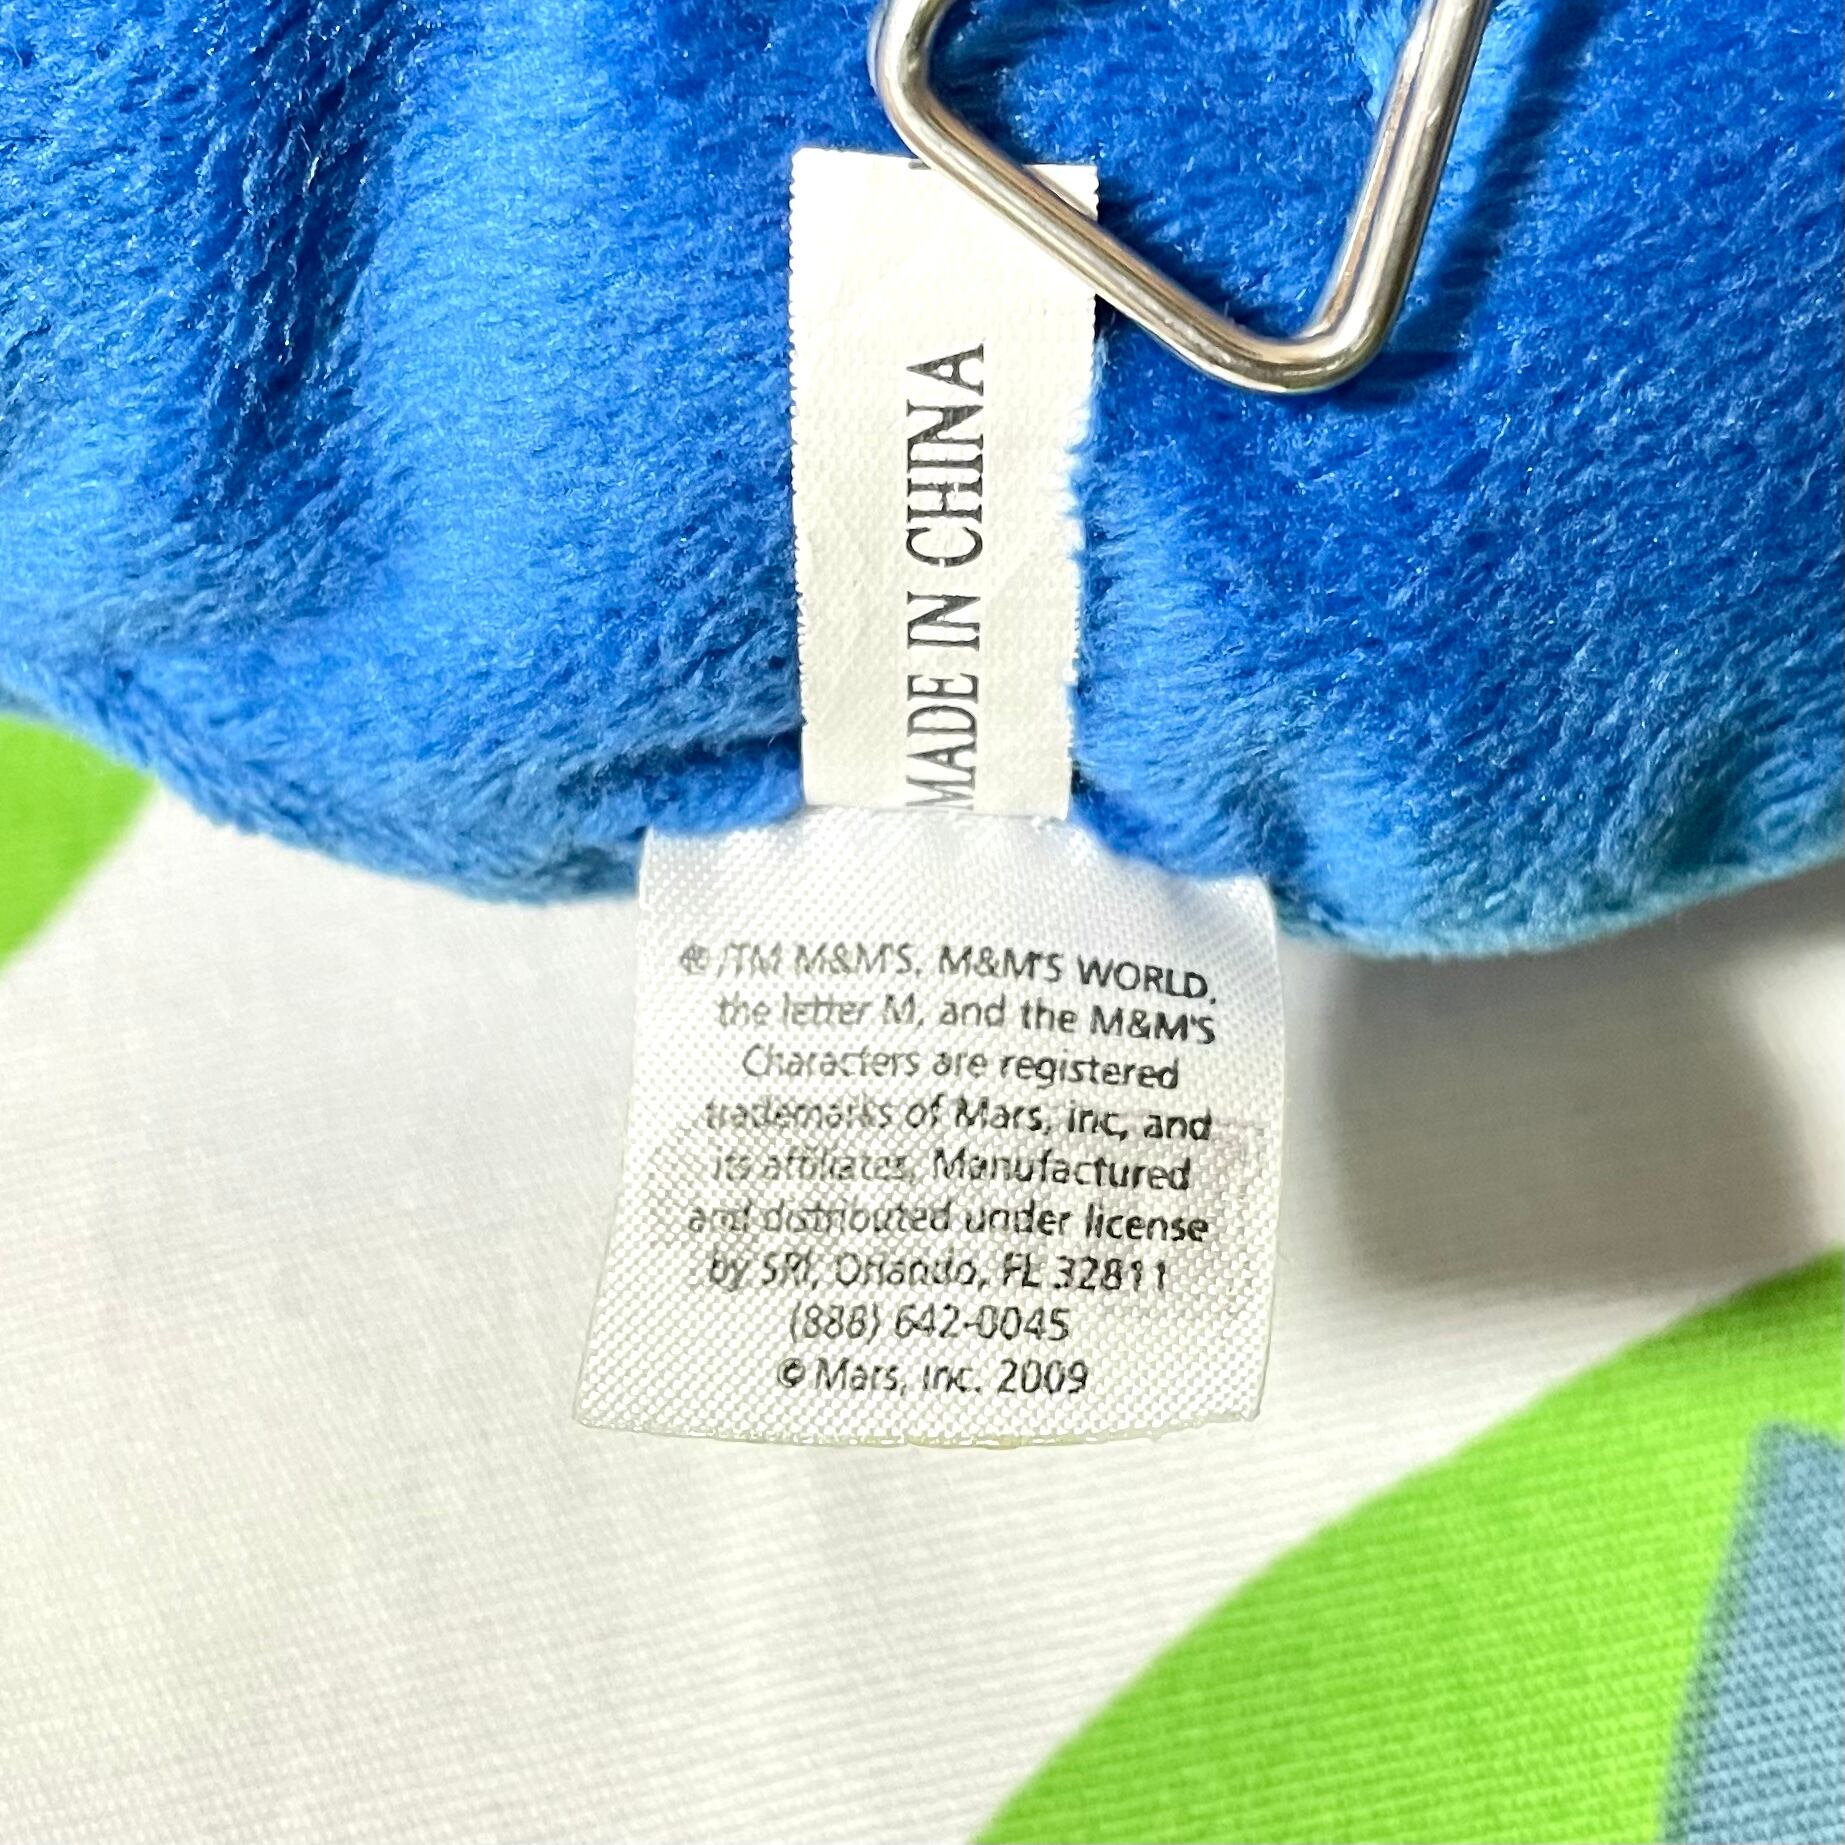 MADE IN CHINA
®/TM M&M'S, M&M'S WORLD,
the letter M, and the M&M'S
Characters are registered
trademarks of Mars, Inc, and
its affiliates. Manufactured
and distributed under license
by SRI, Orlando, FL 32811
(888) 642-0045
© Mars, Inc. 2009